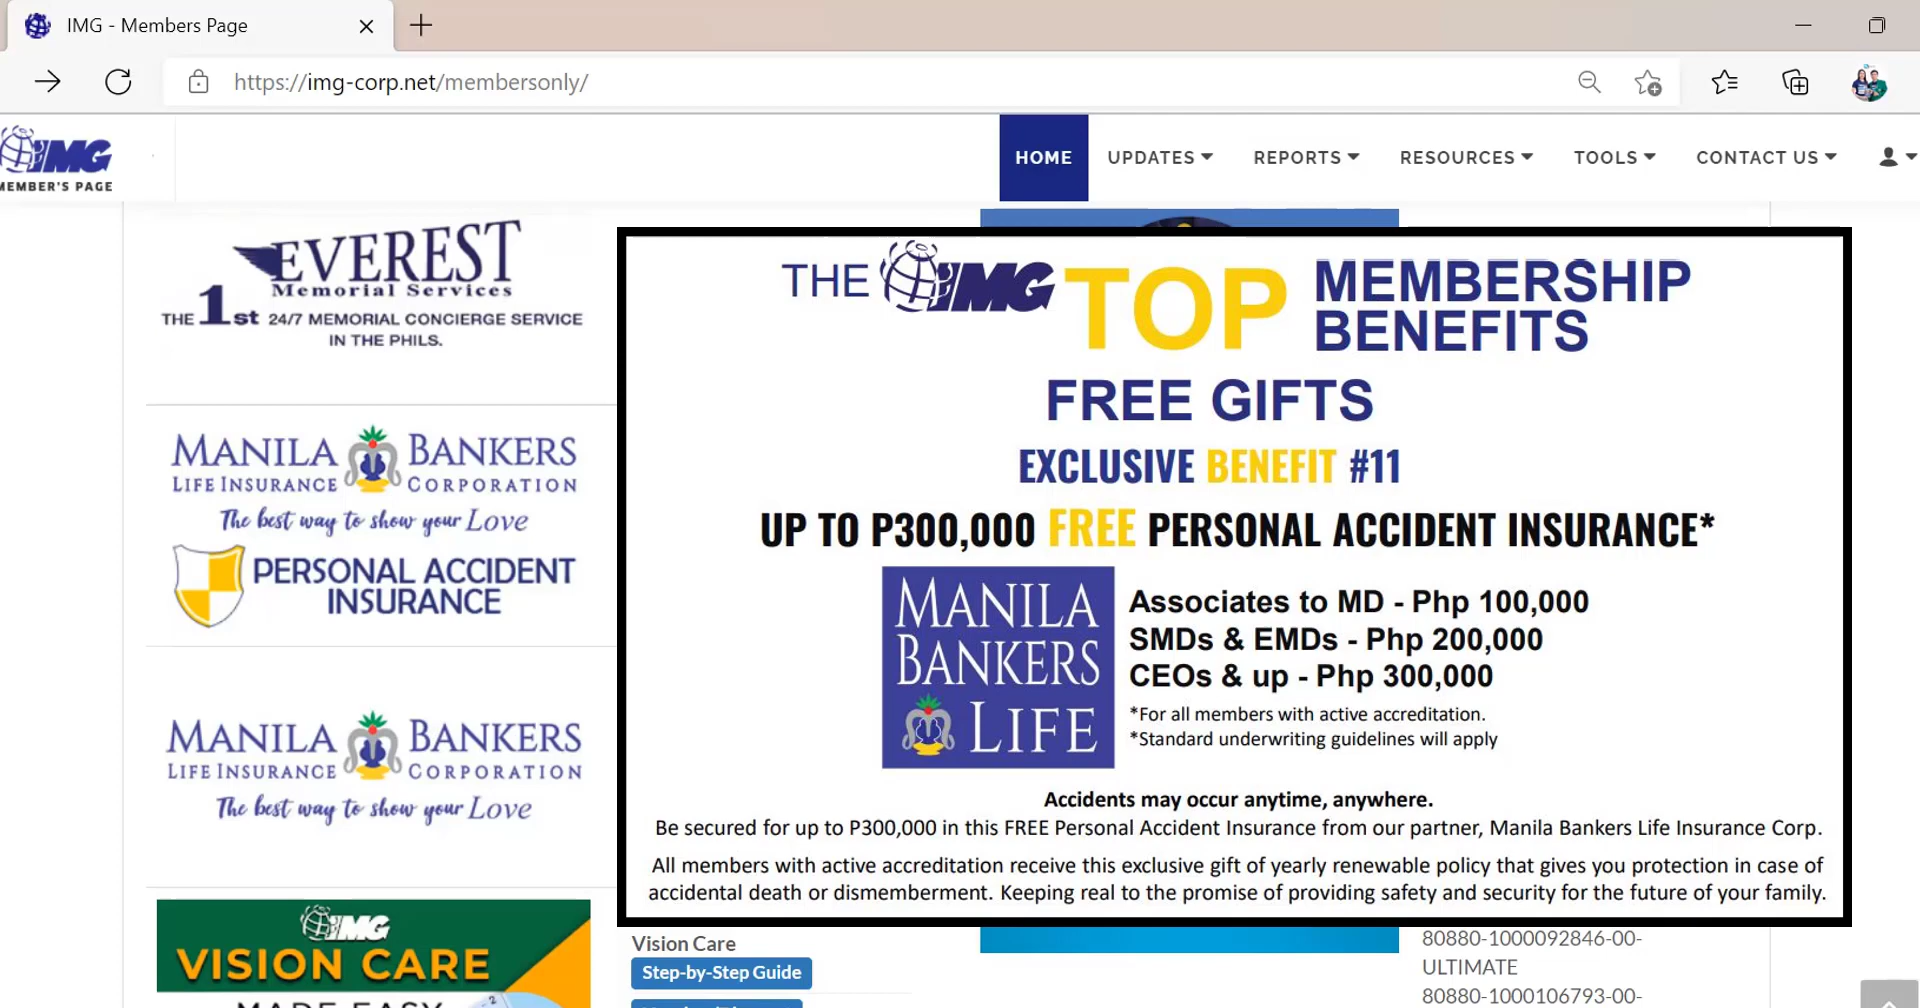 IMG - Members Page
https://img-corp.net/membersonly/
IMG
MEMBER'S PAGE
HOME
UPDATES
REPORTS
RESOURCES
TOOLS
CONTACT US
EVEREST
Memorial Services
THE 1st 24/7 MEMORIAL CONCIERGE SERVICE
IN THE PHILS.
MANILA BANKERS
LIFE INSURANCE CORPORATION
The best way to show your Love
PERSONAL ACCIDENT
INSURANCE
MANILA BANKERS
LIFE INSURANCE CORPORATION
The best way to show your Love
IMG
VISION CARE
MADE EASY
THE IMG TOP MEMBERSHIP
BENEFITS
FREE GIFTS
EXCLUSIVE BENEFIT #11
UP TO P300,000 FREE PERSONAL ACCIDENT INSURANCE*
MANILA
BANKERS
LIFE
Associates to MD - Php 100,000
SMDs & EMDs - Php 200,000
CEOs & up - Php 300,000
*For all members with active accreditation.
*Standard underwriting guidelines will apply
Accidents may occur anytime, anywhere.
Be secured for up to P300,000 in this FREE Personal Accident Insurance from our partner, Manila Bankers Life Insurance Corp.
All members with active accreditation receive this exclusive gift of yearly renewable policy that gives you protection in case of
accidental death or dismemberment. Keeping real to the promise of providing safety and security for the future of your family.
Vision Care
Step-by-Step Guide
80880-1000092846-00-
ULTIMATE
80880-1000106793-00-